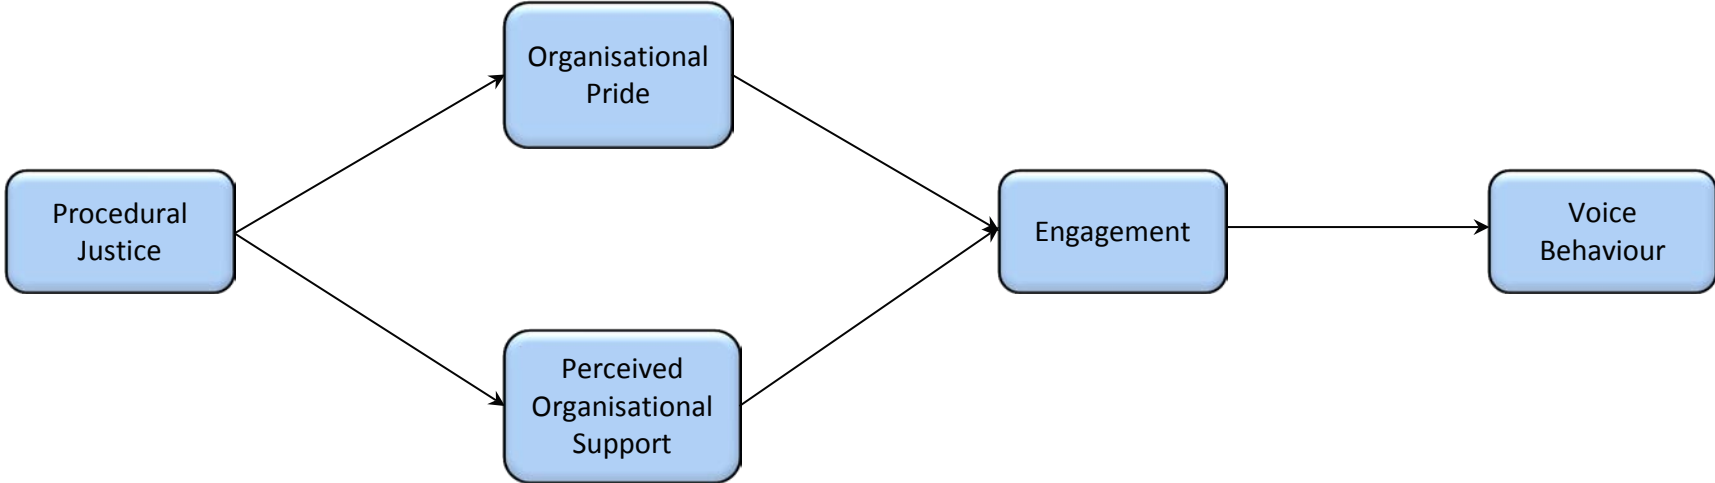 Organisational
Pride
Procedural
Justice
Engagement
Voice
Behaviour
Perceived
Organisational
Support